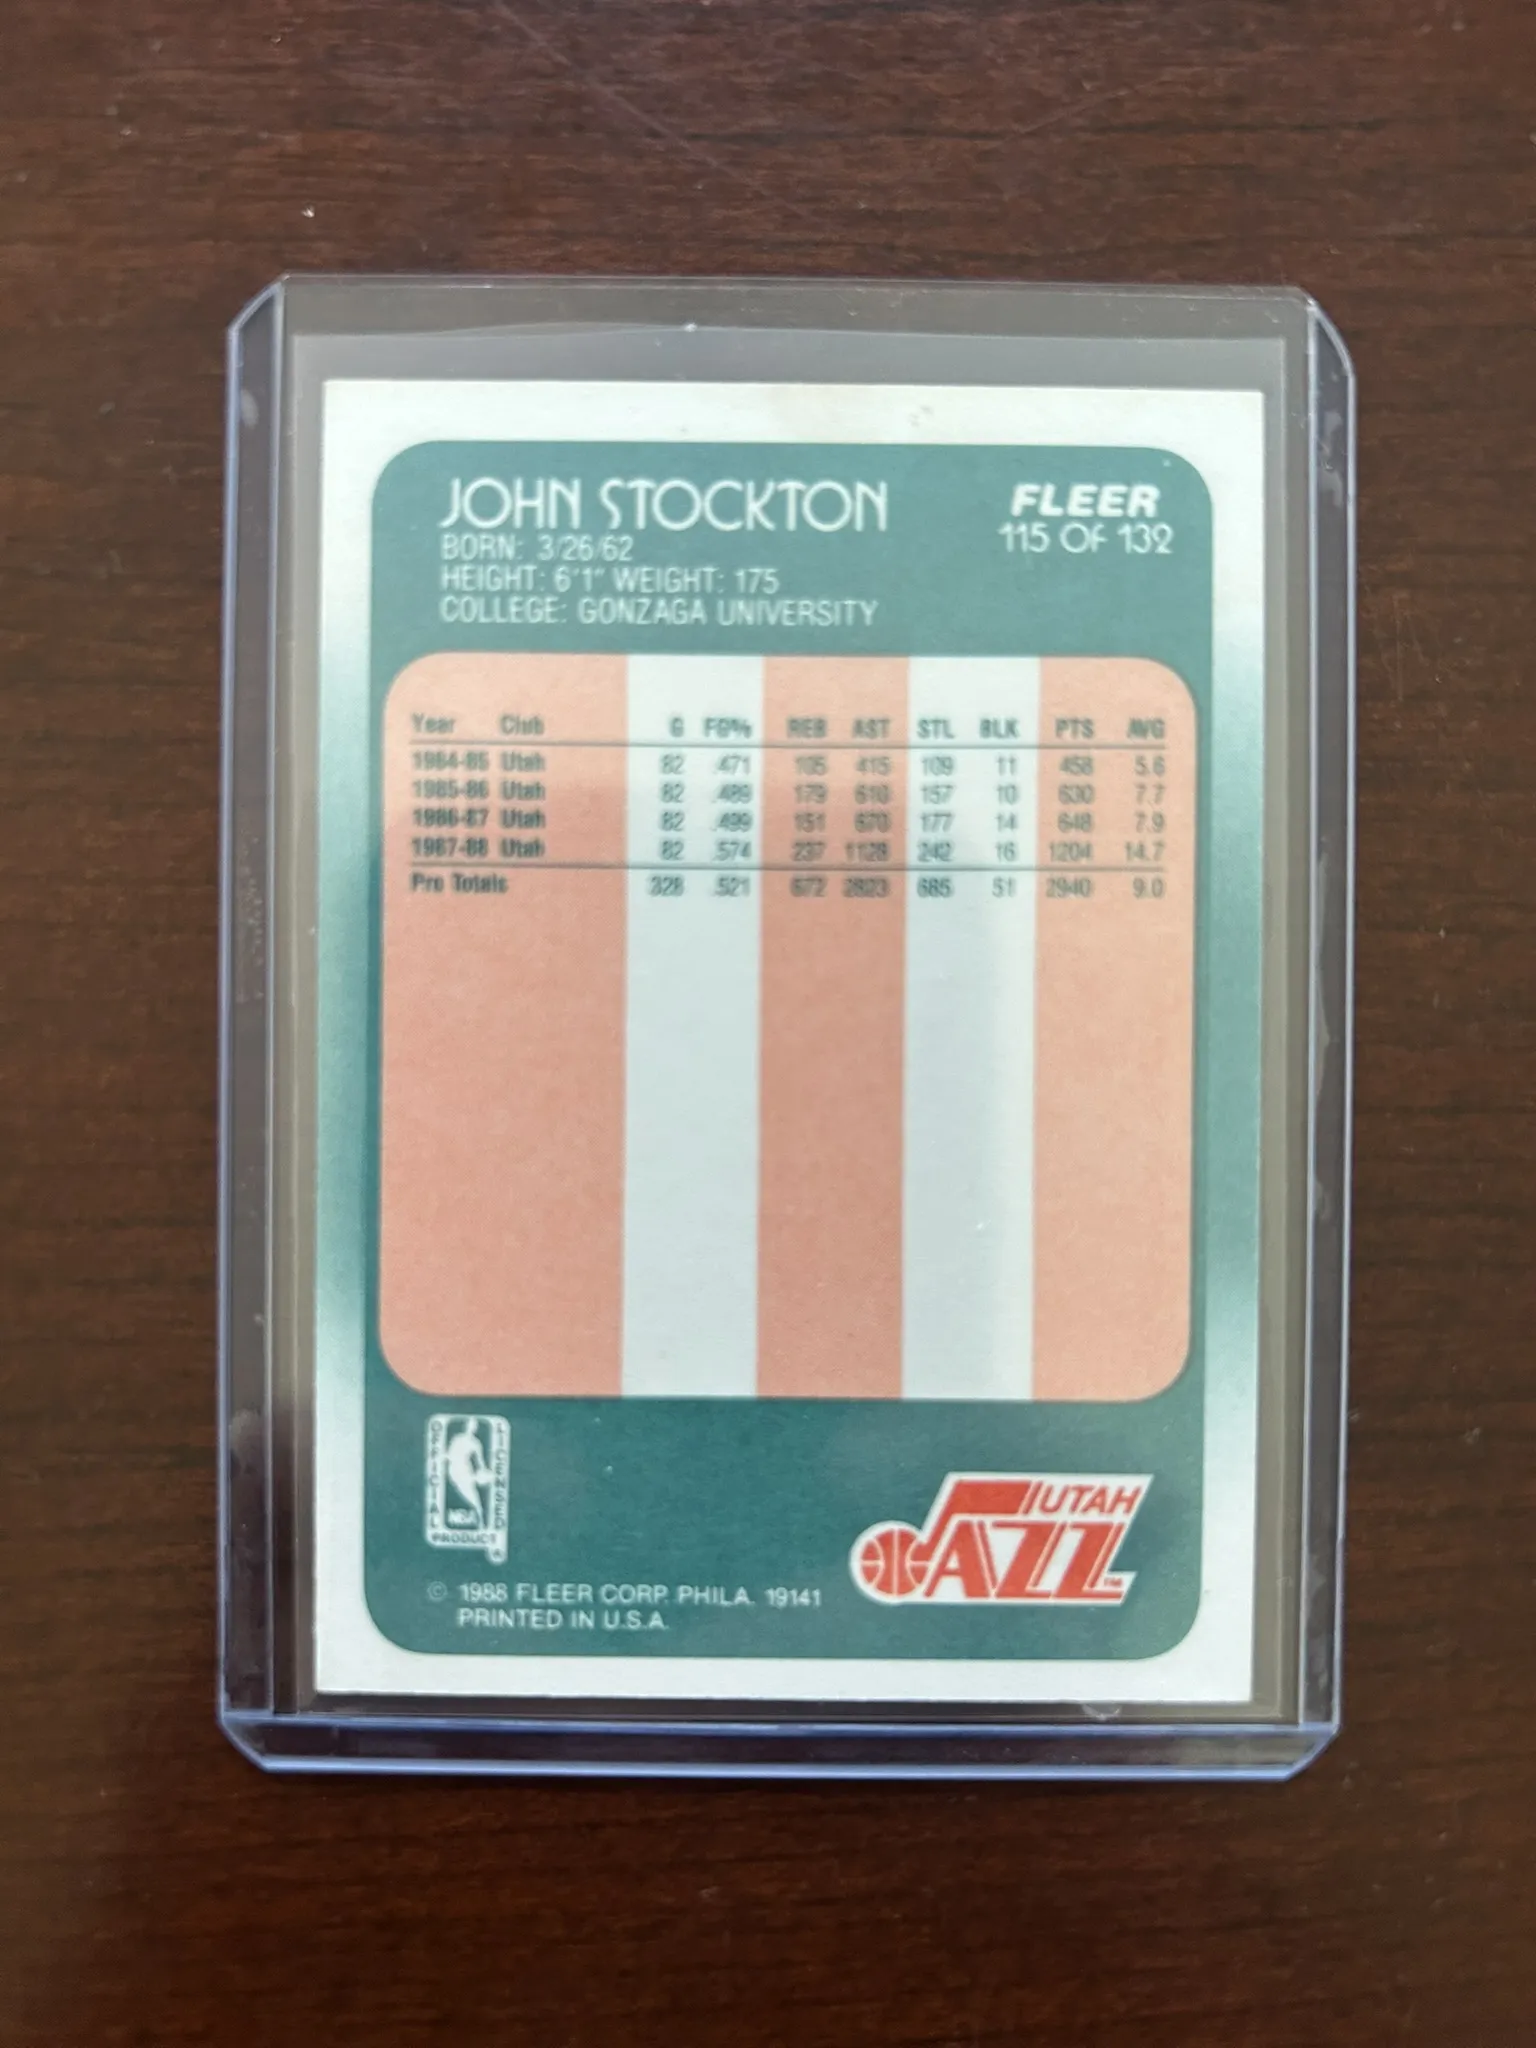 JOHN STOCKTON
FLEER
115 OF 132
BORN: 3/26/62
HEIGHT: 6'1" WEIGHT: 175
COLLEGE: GONZAGA UNIVERSITY
Year Club G FG% REB AST STL BLK PTS AVG
1984-85 Utah 82 .471 105 415 109 11 458 5.6
1985-86 Utah 82 .489 179 610 157 10 630 7.7
1986-87 Utah 82 .499 151 670 177 14 648 7.9
1987-88 Utah 82 .574 237 1128 242 16 1204 14.7
Pro Totals 328 .521 672 2823 685 51 2940 9.0
OFFICIAL
LICENSED
NBA
PRODUCT
UTAH
JAZZ
TM
© 1988 FLEER CORP. PHILA. 19141
PRINTED IN U.S.A.